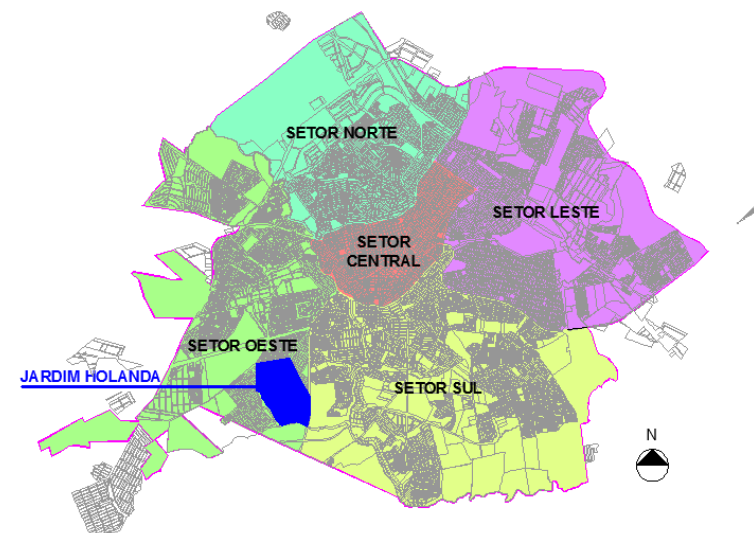 SETOR NORTE
SETOR LESTE
SETOR
CENTRAL
SETOR OESTE
JARDIM HOLANDA
SETOR SUL
N